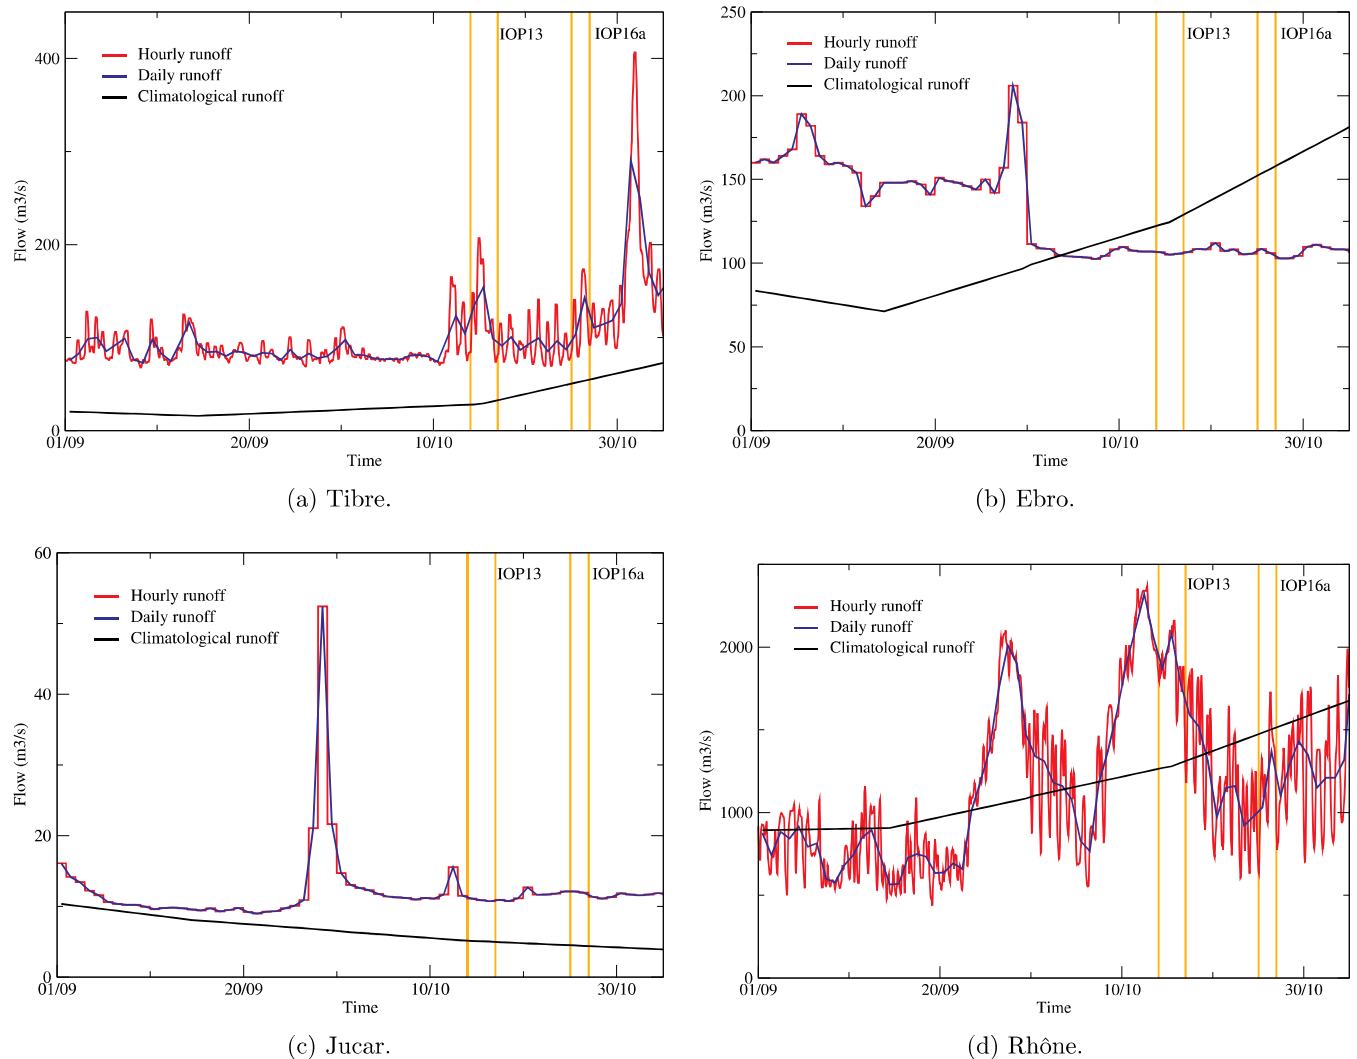 IOP13
IOP16a
Hourly runoff
Daily runoff
Climatological runoff
400
200
0
Flow (m3/s)
01/09
20/09
10/10
30/10
Time
(a) Tibre.
IOP13
IOP16a
Hourly runoff
Daily runoff
Climatological runoff
250
200
150
100
50
0
Flow (m3/s)
01/09
20/09
10/10
30/10
Time
(b) Ebro.
IOP13
IOP16a
Hourly runoff
Daily runoff
Climatological runoff
60
40
20
0
Flow (m3/s)
01/09
20/09
10/10
30/10
Time
(c) Jucar.
IOP13
IOP16a
Hourly runoff
Daily runoff
Climatological runoff
2000
1000
0
Flow (m3/s)
01/09
20/09
10/10
30/10
Time
(d) Rhône.